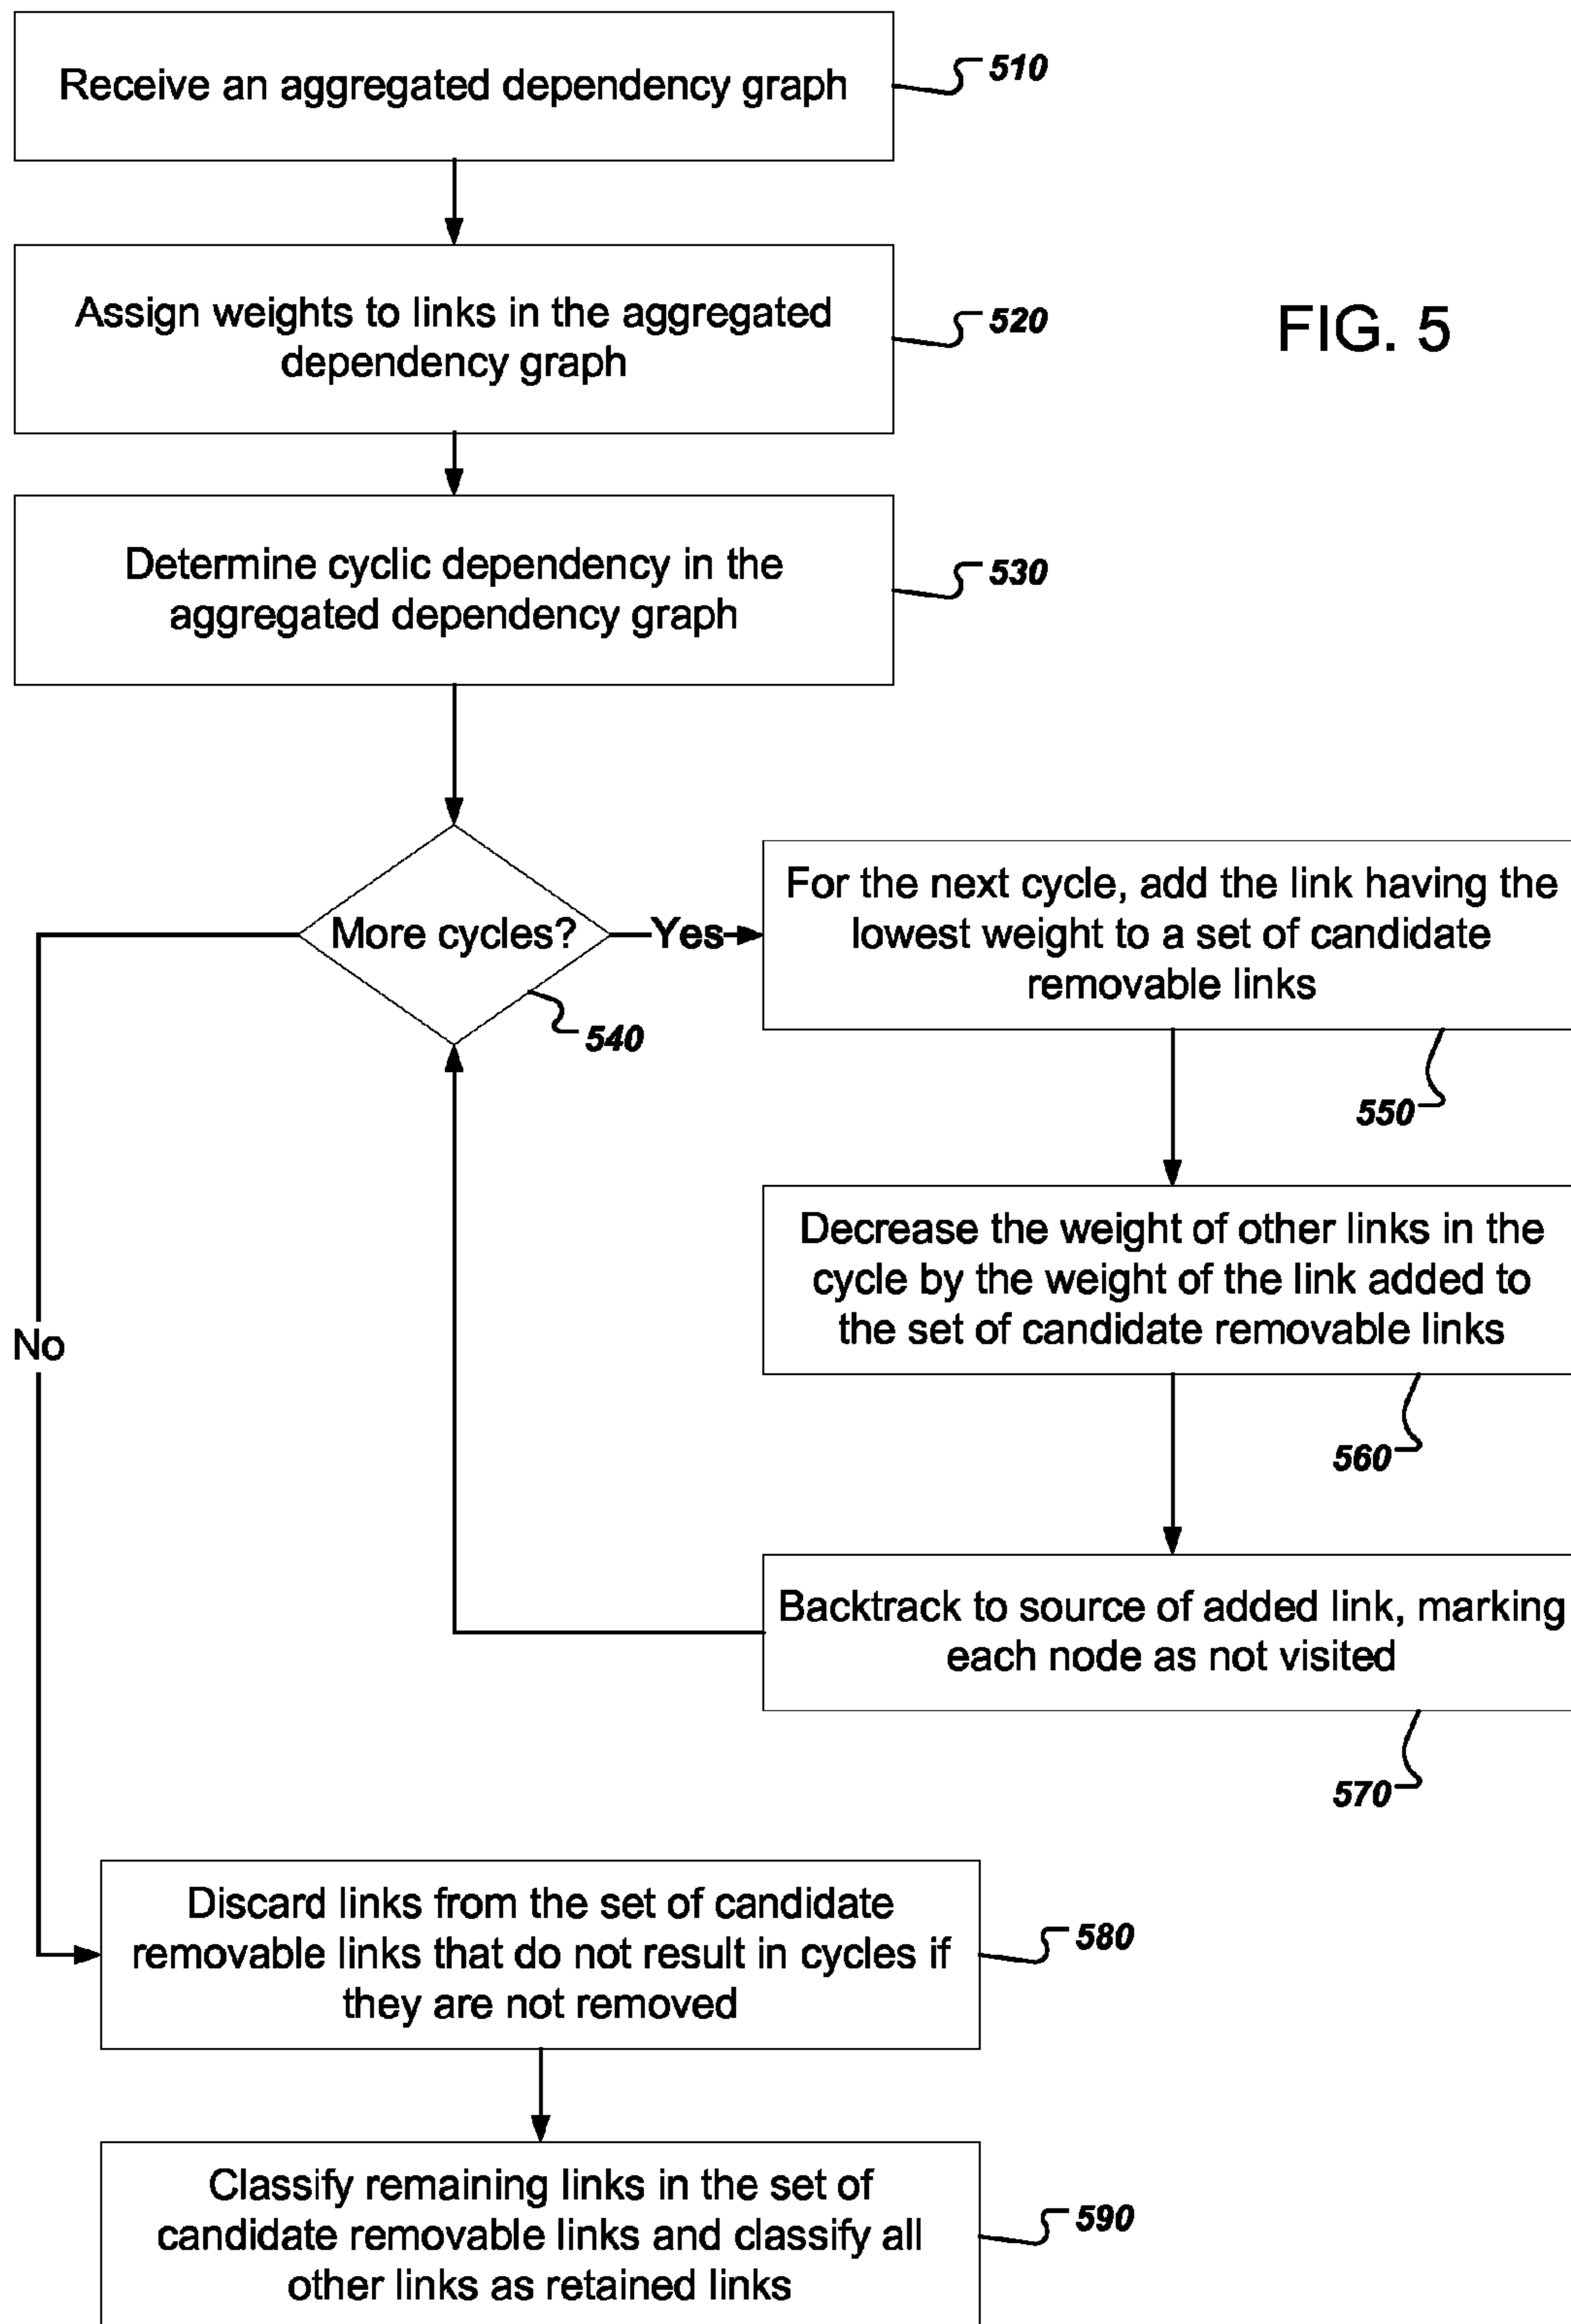 Receive an aggregated dependency graph
510
Assign weights to links in the aggregated
dependency graph
520
FIG. 5
Determine cyclic dependency in the
aggregated dependency graph
530
More cycles?
Yes
540
For the next cycle, add the link having the
lowest weight to a set of candidate
removable links
550
Decrease the weight of other links in the
cycle by the weight of the link added to
the set of candidate removable links
560
No
Backtrack to source of added link, marking
each node as not visited
570
Discard links from the set of candidate
removable links that do not result in cycles if
they are not removed
580
Classify remaining links in the set of
candidate removable links and classify all
other links as retained links
590